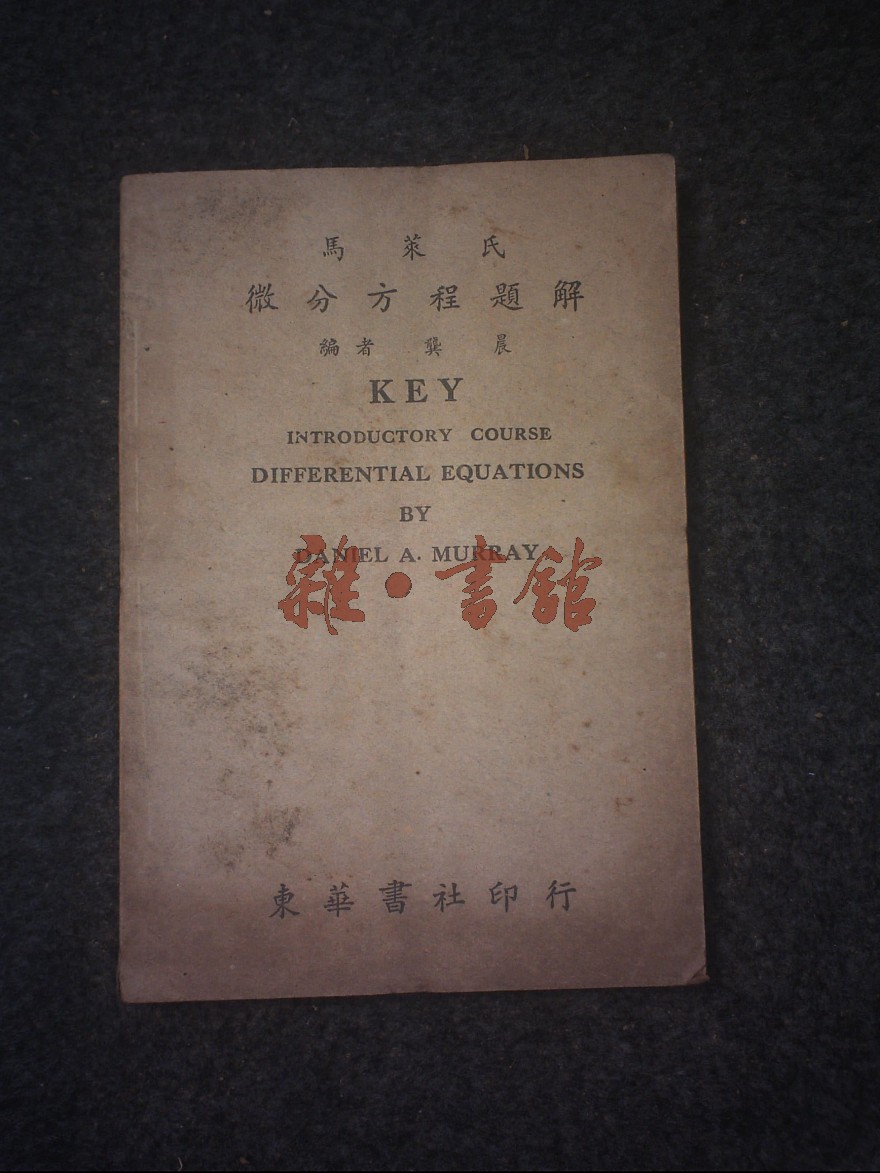 馬萊氏
微分方程題解
編者 龔晨
KEY
INTRODUCTORY COURSE
DIFFERENTIAL EQUATIONS
BY
DANIEL A. MURRAY
雜·書館
東華書社印行